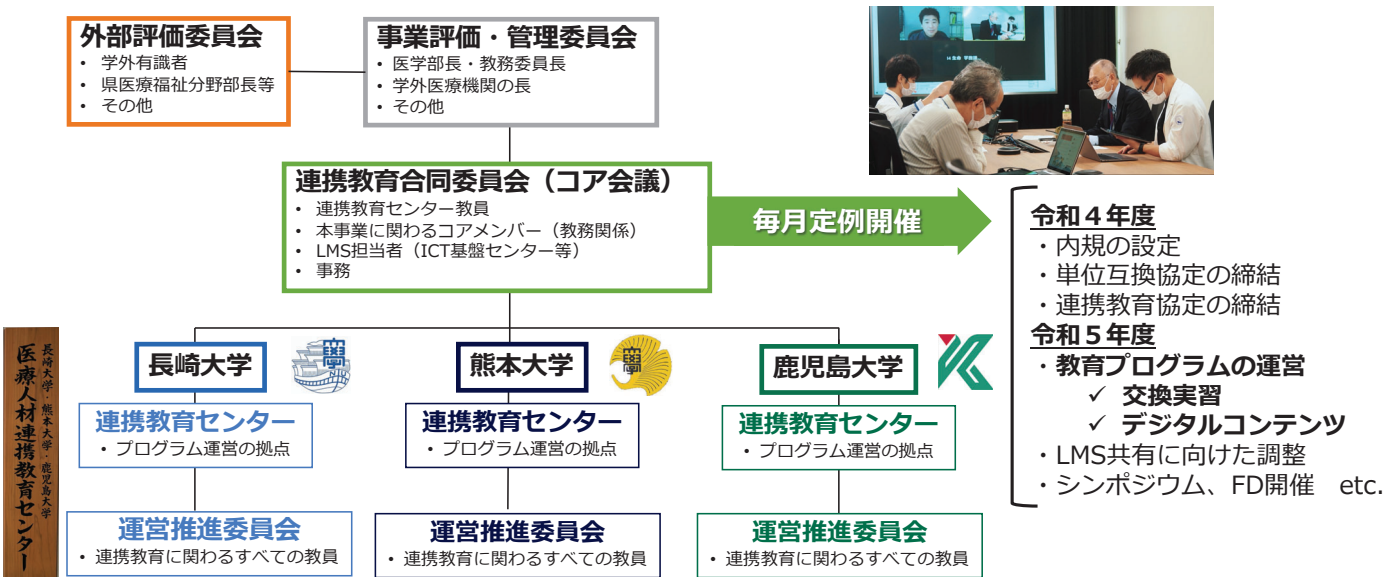 外部評価委員会
• 学外有識者
• 県医療福祉分野部長等
• その他
事業評価・管理委員会
• 医学部長・教務委員長
• 学外医療機関の長
• その他
連携教育合同委員会（コア会議）
• 連携教育センター教員
• 本事業に関わるコアメンバー（教務関係）
• LMS担当者（ICT基盤センター等）
• 事務
毎月定例開催
令和４年度
・内規の設定
・単位互換協定の締結
・連携教育協定の締結
令和５年度
・教育プログラムの運営
✓ 交換実習
✓ デジタルコンテンツ
・LMS共有に向けた調整
・シンポジウム、FD開催　etc.
長崎大学・熊本大学・鹿児島大学
医療人材連携教育センター
長崎大学
學
連携教育センター
• プログラム運営の拠点
運営推進委員会
• 連携教育に関わるすべての教員
熊本大学
學
連携教育センター
• プログラム運営の拠点
運営推進委員会
• 連携教育に関わるすべての教員
鹿児島大学
連携教育センター
• プログラム運営の拠点
運営推進委員会
• 連携教育に関わるすべての教員